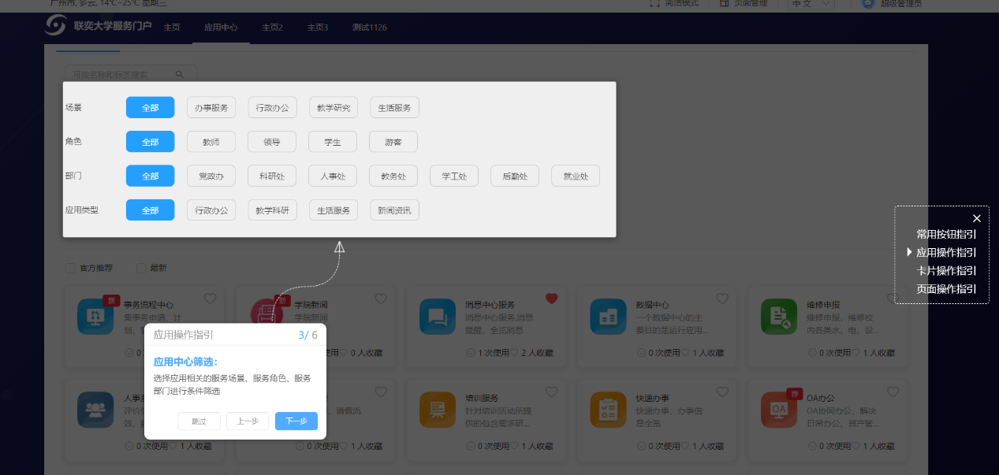 广州市, 多云, 14℃~25℃ 星期三
简洁模式 页面管理 中文 超级管理员
联奕大学服务门户 主页 应用中心 主页2 主页3 测试1126
可按名称和标签搜索
场景 全部 办事服务 行政办公 教学研究 生活服务
角色 全部 教师 领导 学生 游客
部门 全部 党政办 科研处 人事处 教务处 学工处 后勤处 就业处
应用类型 全部 行政办公 教学科研 生活服务 新闻资讯
常用按钮指引
应用操作指引
卡片操作指引
页面操作指引
官方推荐 最新
新 事务流程中心
集事务申请、计
划、
0
新 学院新闻
学院新闻
使用 0 人收藏
消息中心服务
消息中心服务,消息
提醒、全览消息
1 次使用 2 人收藏
数据中心
一个数据中心的主
要目的是运行应用...
0 次使用 1 人收藏
维修申报
维修申报，维修校
内各类水、电、设...
0 次使用 1 人收藏
应用操作指引 3/ 6
应用中心筛选：
选择应用相关的服务场景、服务角色、服务
部门进行条件筛选
跳过 上一步 下一步
人事
评价
效、
0 次使用 1 人收藏
，请假流
0 次使用 1 人收藏
培训服务
针对培训活动所提
供的包含需求研...
0 次使用 1 人收藏
快速办事
快速办事、办事信
息全览
0 次使用 1 人收藏
OA
荐 OA办公
OA协同办公，解决
日常办公、资产管...
0 次使用 1 人收藏